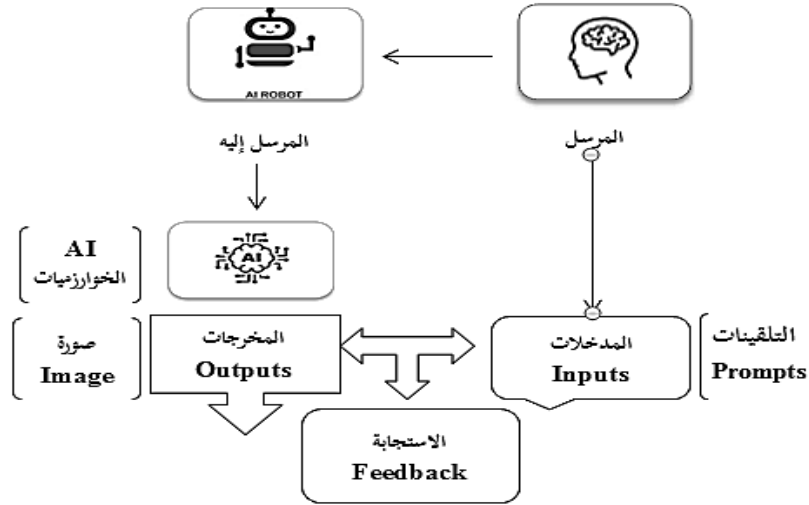 AI ROBOT
المرسل
المرسل إليه
AI
AI
الخوارزميات
صورة
Image
المخرجات
Outputs
المدخلات
Inputs
التلقينات
Prompts
الاستجابة
Feedback